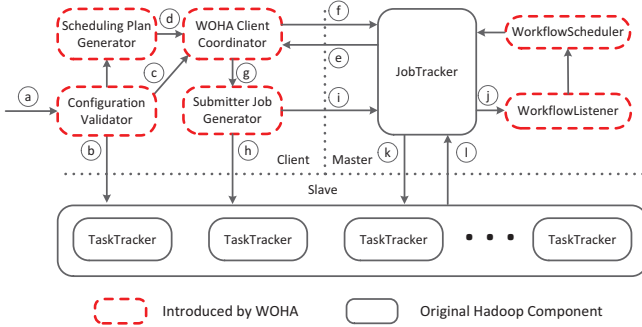 f
d
Scheduling Plan
Generator
WOHA Client
Coordinator
WorkflowScheduler
e
c
g
JobTracker
a
Configuration
Validator
Submitter Job
Generator
i
j
WorkflowListener
b
h
Client
Master
k
l
Slave
TaskTracker
TaskTracker
TaskTracker
• • •
TaskTracker
Introduced by WOHA
Original Hadoop Component